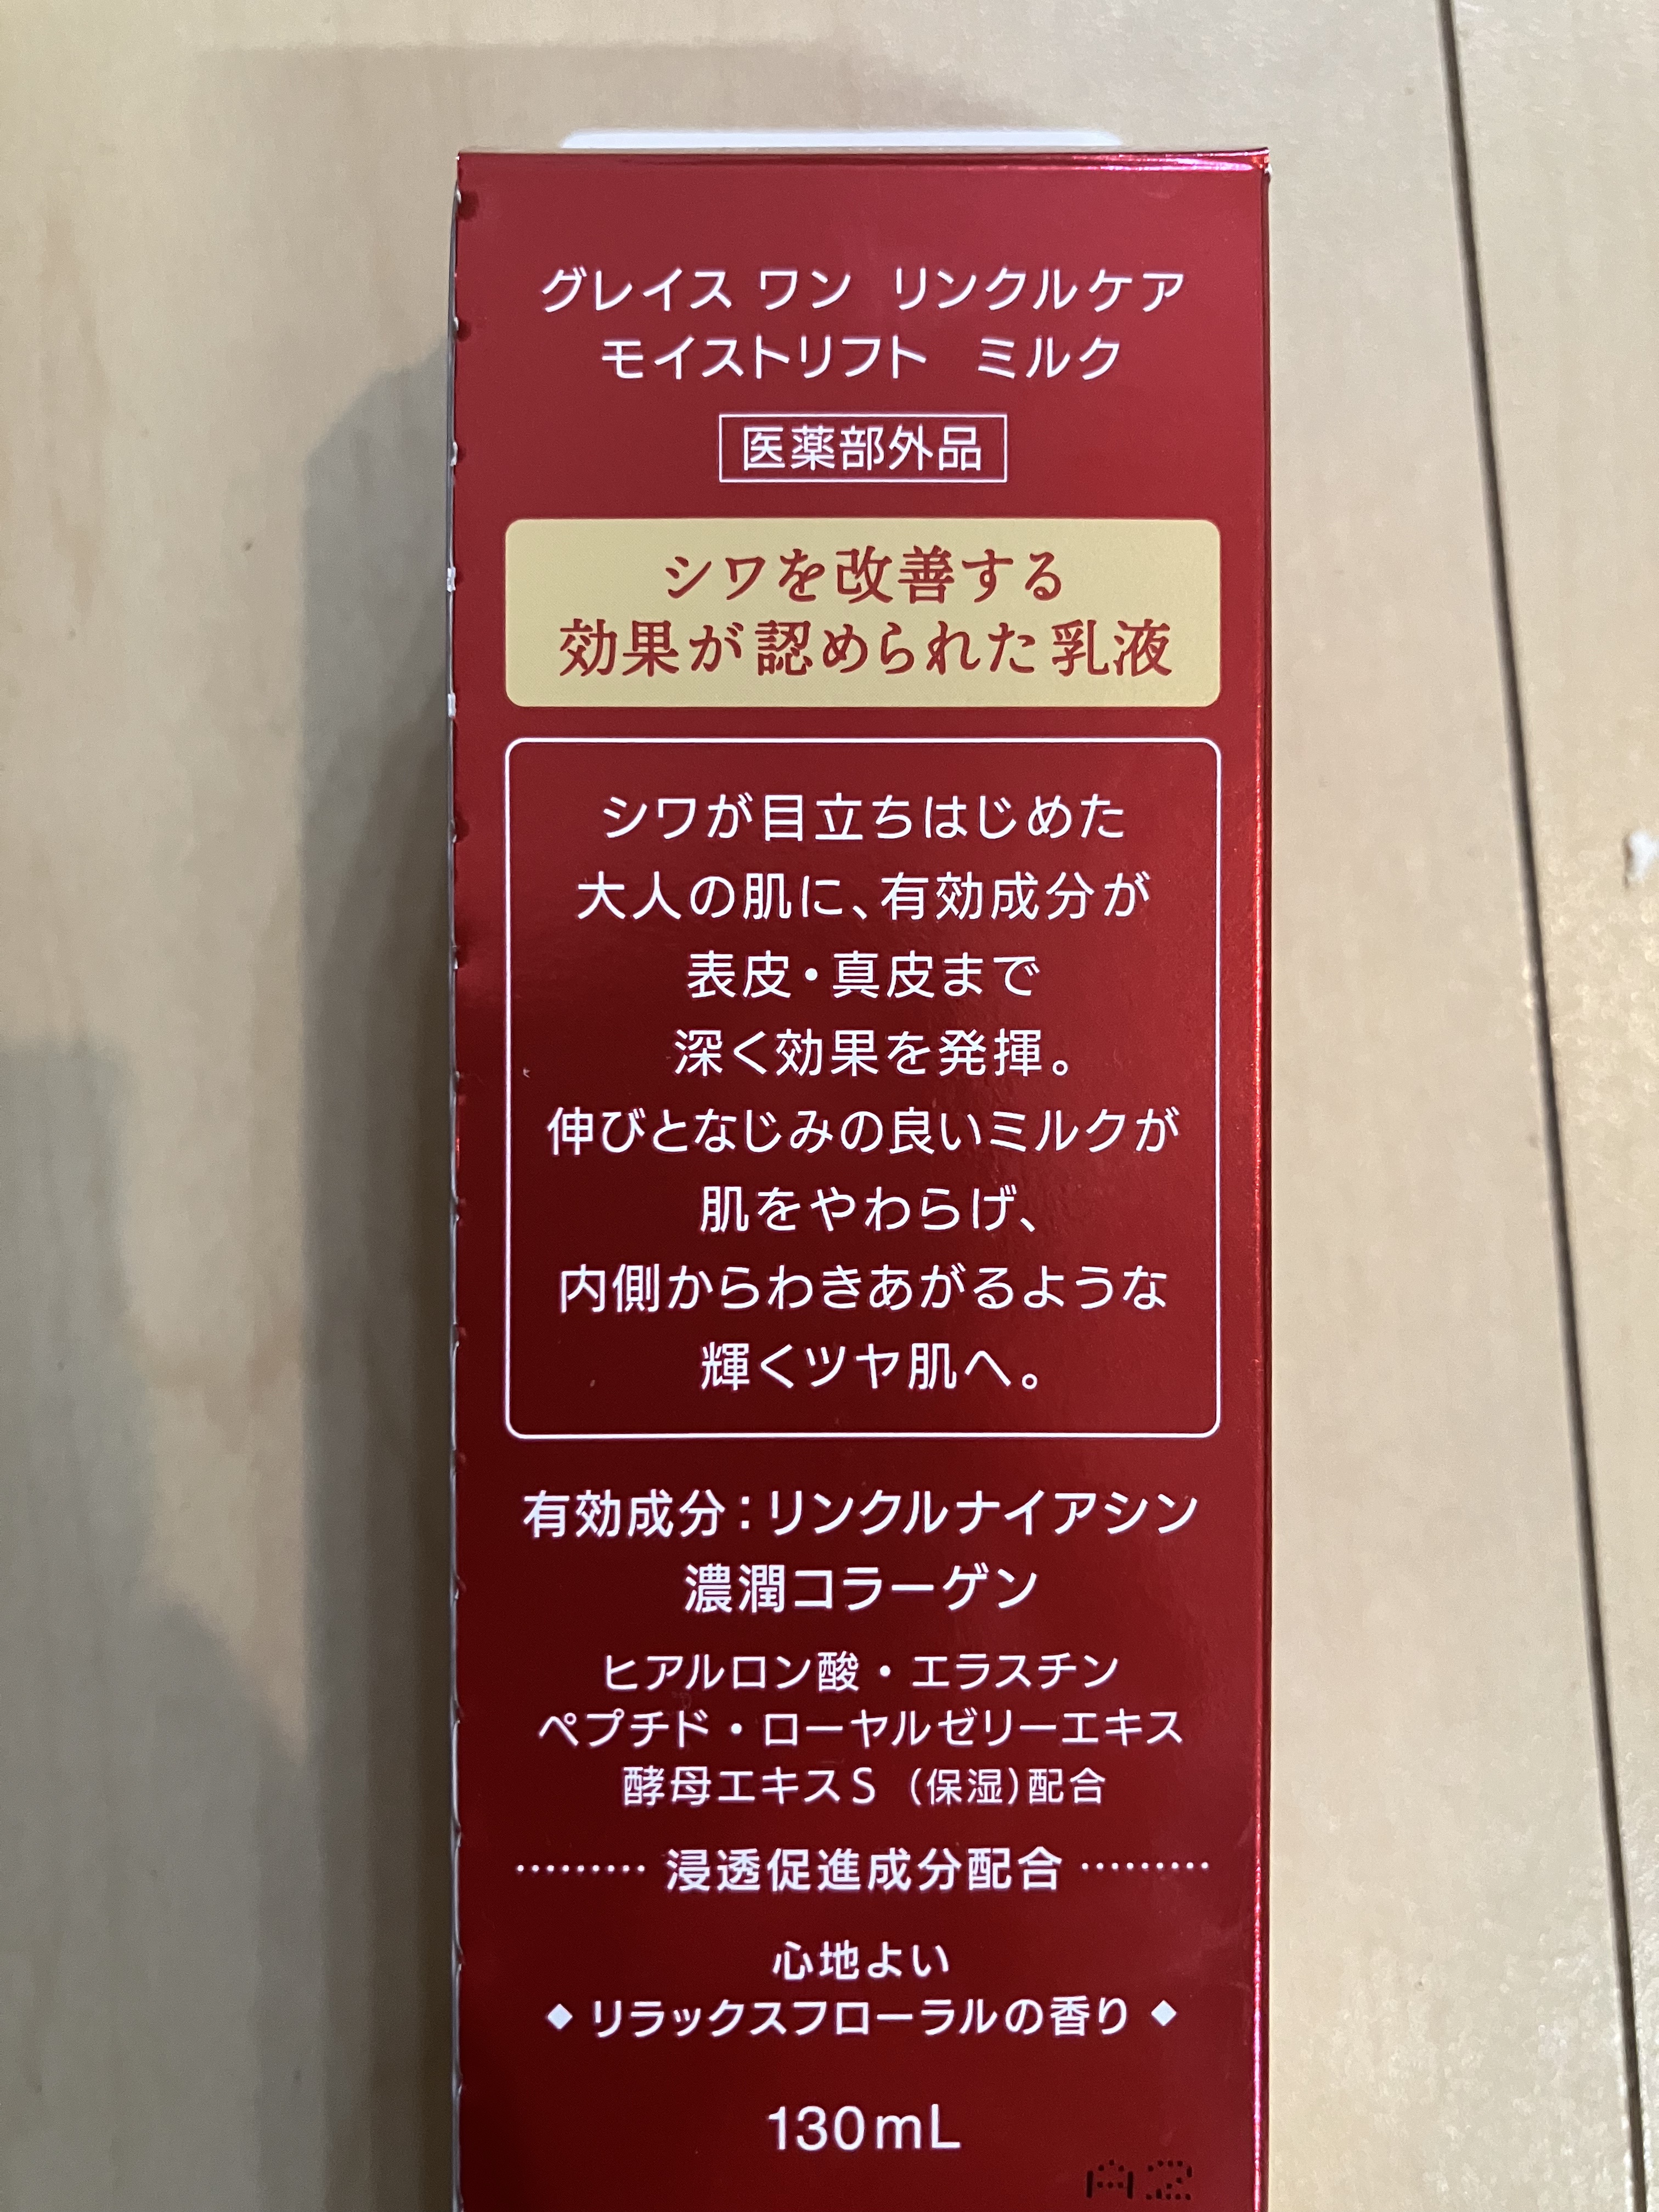 グレイス ワン リンクルケア
モイストリフト ミルク
医薬部外品
シワを改善する
効果が認められた乳液
シワが目立ちはじめた
大人の肌に、有効成分が
表皮・真皮まで
深く効果を発揮。
伸びとなじみの良いミルクが
肌をやわらげ、
内側からわきあがるような
輝くツヤ肌へ。
有効成分：リンクルナイアシン
濃潤コラーゲン
ヒアルロン酸・エラスチン
ペプチド・ローヤルゼリーエキス
酵母エキスS（保湿）配合
········· 浸透促進成分配合 ·········
心地よい
◆ リラックスフローラルの香り ◆
130mL
A2